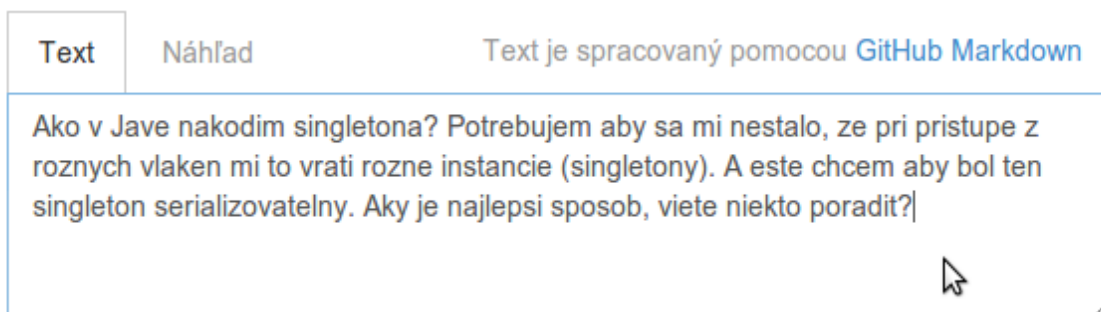 Text Náhľad Text je spracovaný pomocou GitHub Markdown
Ako v Jave nakodim singletona? Potrebujem aby sa mi nestalo, ze pri pristupe z
roznych vlaken mi to vrati rozne instancie (singletony). A este chcem aby bol ten
singleton serializovatelny. Aky je najlepsi sposob, viete niekto poradit?